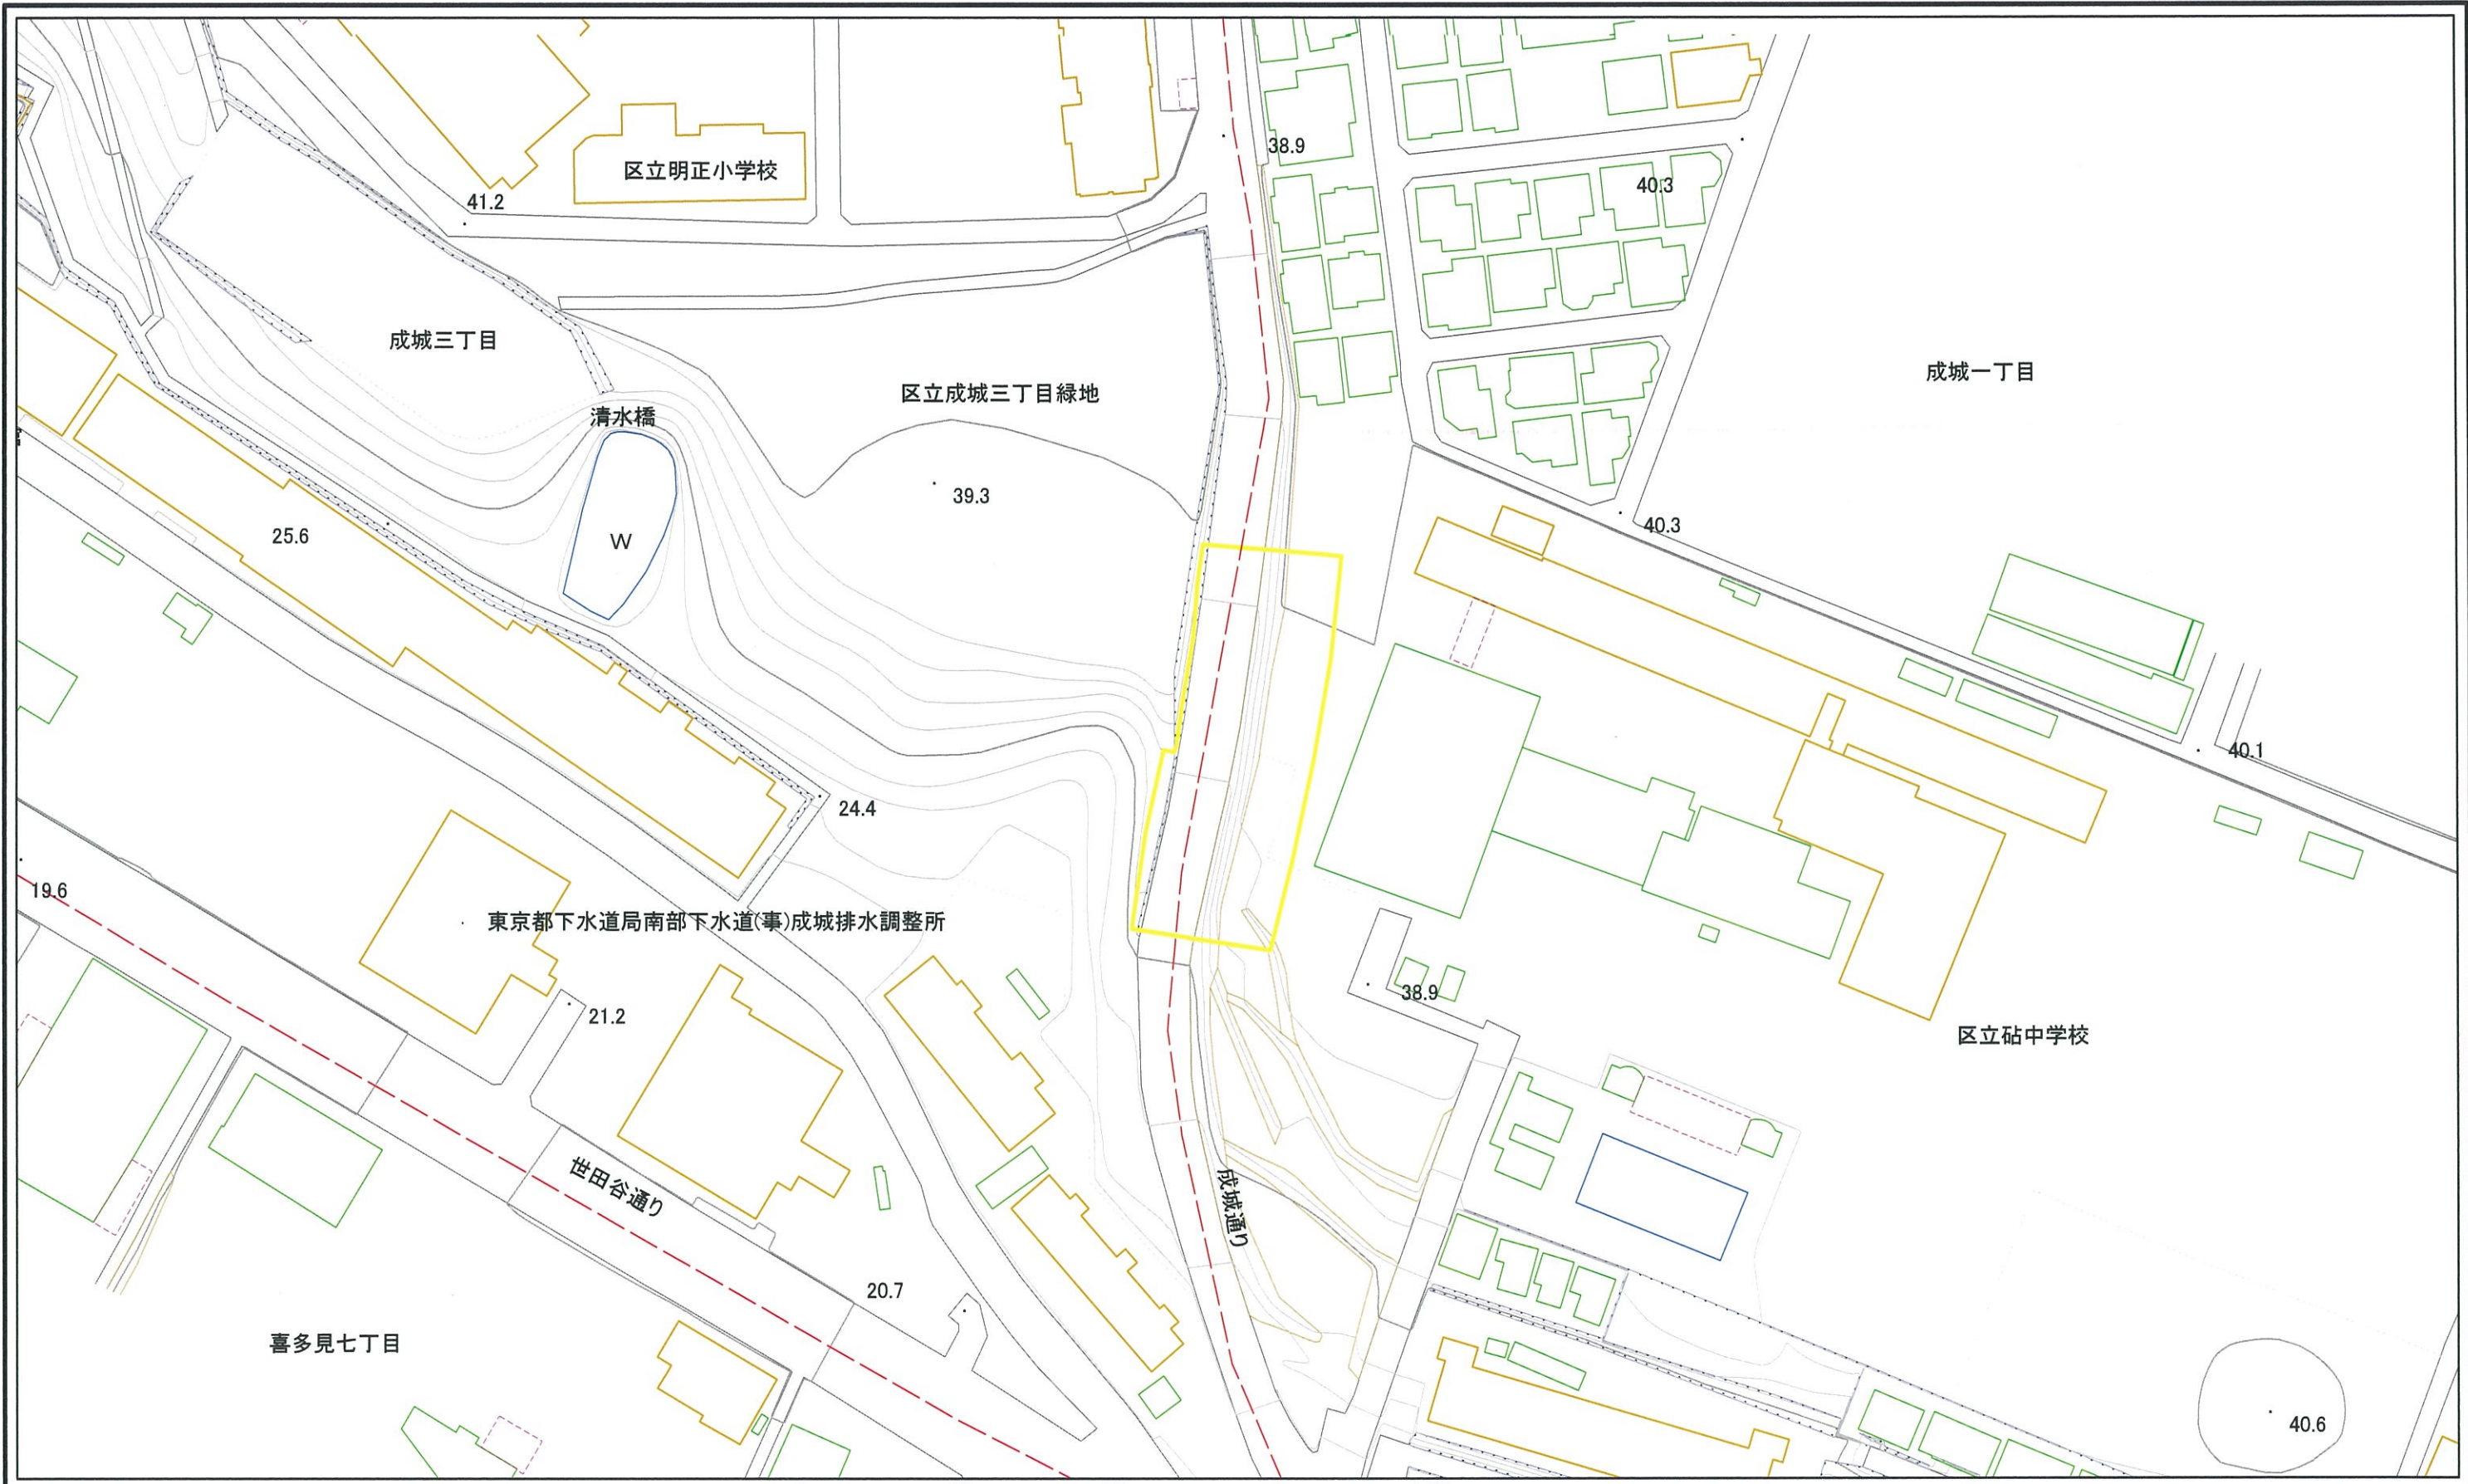 38.9
区立明正小学校
40.3
41.2
成城三丁目
成城一丁目
区立成城三丁目緑地
清水橋
39.3
40.3
25.6
W
40.1
24.4
19.6
東京都下水道局南部下水道(事)成城排水調整所
38.9
21.2
区立砧中学校
世田谷通り
成城通り
20.7
喜多見七丁目
40.6